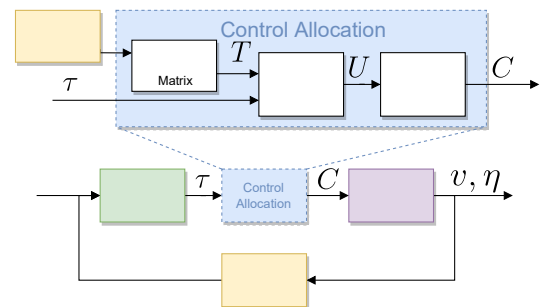 Control Allocation
T
U
C
τ
Matrix
τ
Control
Allocation
C
v, η